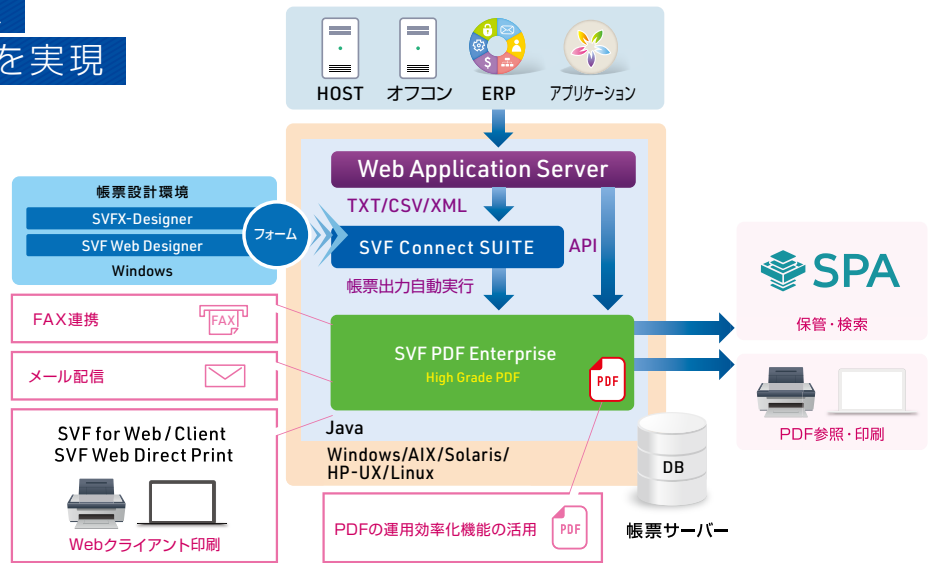 を実現
HOST
オフコン
ERP
アプリケーション
Web Application Server
TXT/CSV/XML
SVF Connect SUITE
API
帳票出力自動実行
帳票設計環境
SVFX-Designer
SVF Web Designer
Windows
フォーム
FAX連携
FAX
メール配信
SVF for Web / Client
SVF Web Direct Print
Webクライアント印刷
SVF PDF Enterprise
High Grade PDF
PDF
Java
Windows/AIX/Solaris/
HP-UX/Linux
PDFの運用効率化機能の活用
PDF
DB
帳票サーバー
SPA
保管・検索
PDF参照・印刷